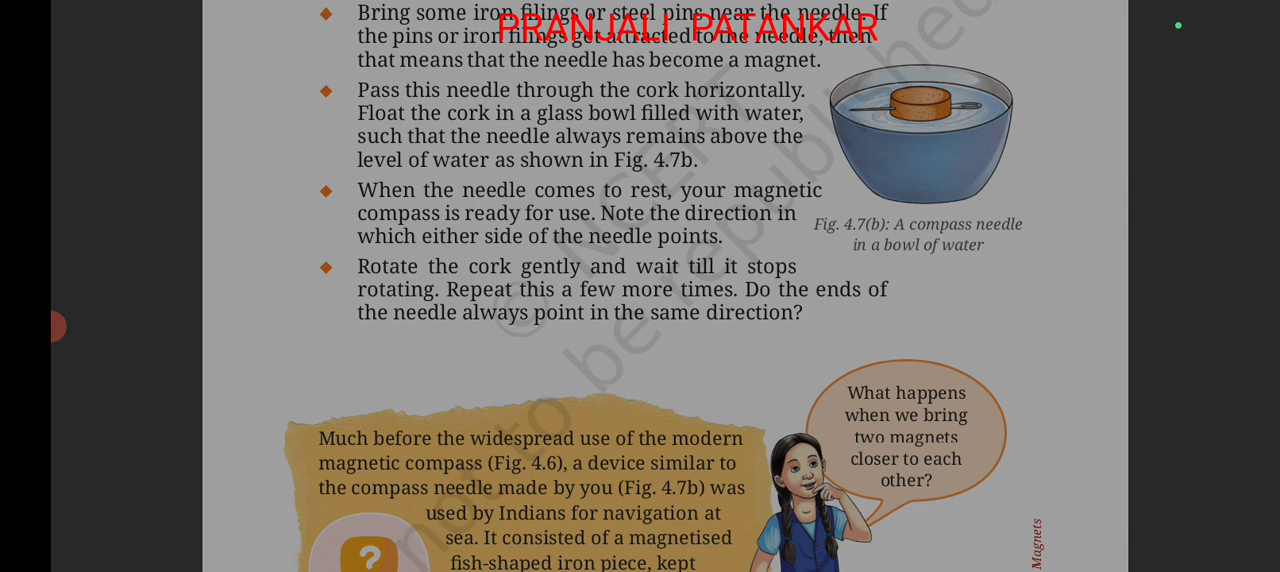 PRANJALI PATANKAR
◆ Bring some iron filings or steel pins near the needle. If
the pins or iron filings get attracted to the needle, then
that means that the needle has become a magnet.
◆ Pass this needle through the cork horizontally.
Float the cork in a glass bowl filled with water,
such that the needle always remains above the
level of water as shown in Fig. 4.7b.
◆ When the needle comes to rest, your magnetic
compass is ready for use. Note the direction in
which either side of the needle points.
Fig. 4.7(b): A compass needle
in a bowl of water
◆ Rotate the cork gently and wait till it stops
rotating. Repeat this a few more times. Do the ends of
the needle always point in the same direction?
What happens
when we bring
two magnets
closer to each
other?
Much before the widespread use of the modern
magnetic compass (Fig. 4.6), a device similar to
the compass needle made by you (Fig. 4.7b) was
used by Indians for navigation at
sea. It consisted of a magnetised
fish-shaped iron piece, kept
?
Magnets
© NCERT
not to be republished